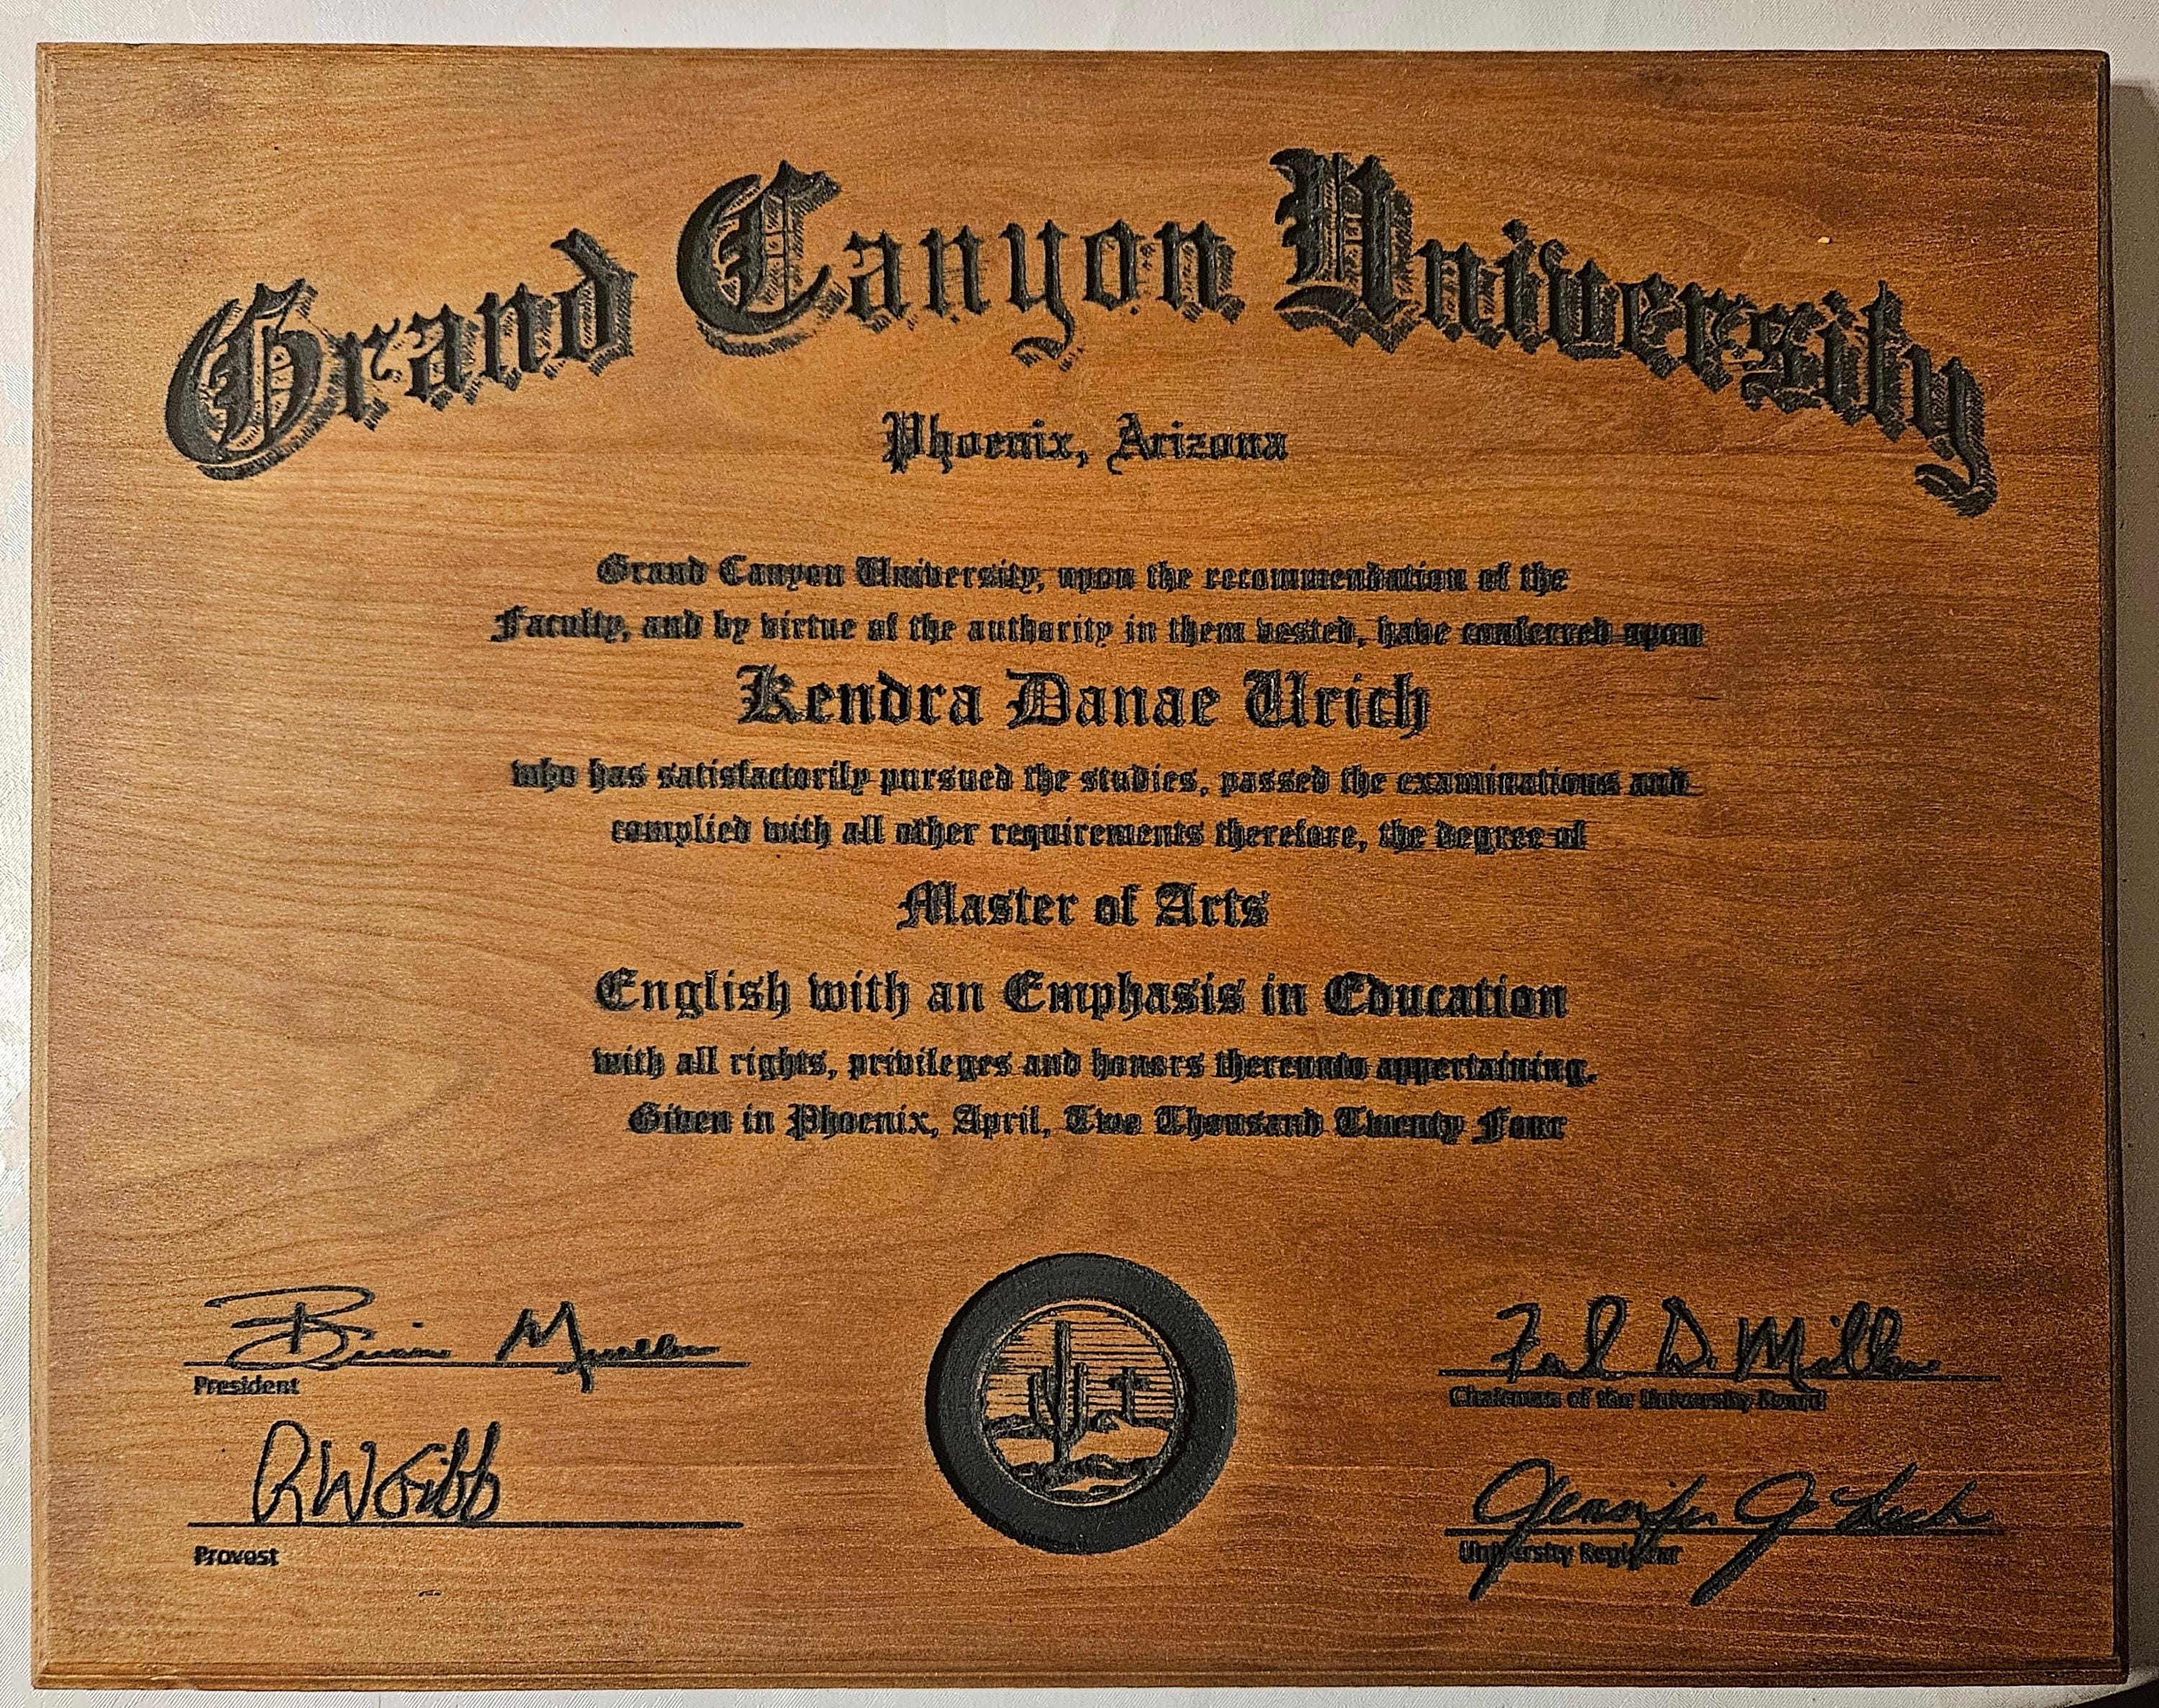 Grand Canyon University
Phoenix, Arizona
Grand Canyon University, upon the recommendation of the
Faculty, and by virtue of the authority in them vested, have conferred upon
Kendra Danae Urich
who has satisfactorily pursued the studies, passed the examinations and
complied with all other requirements therefore, the degree of
Master of Arts
English with an Emphasis in Education
with all rights, privileges and honors thereunto appertaining.
Given in Phoenix, April, Two Thousand Twenty Four
Brian Mueller
President
Chairman of the University Board
Provost
Jennifer
University Registrar